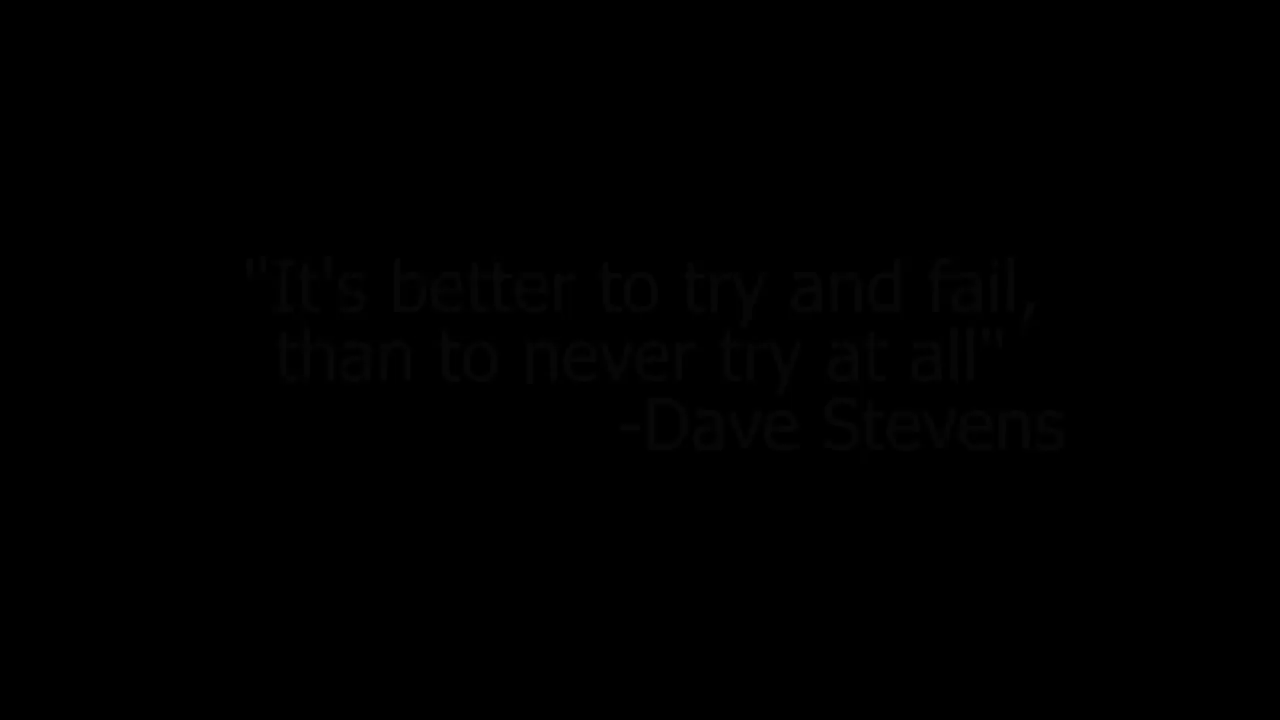 "It's better to try and fail,
than to never try at all"
-Dave Stevens